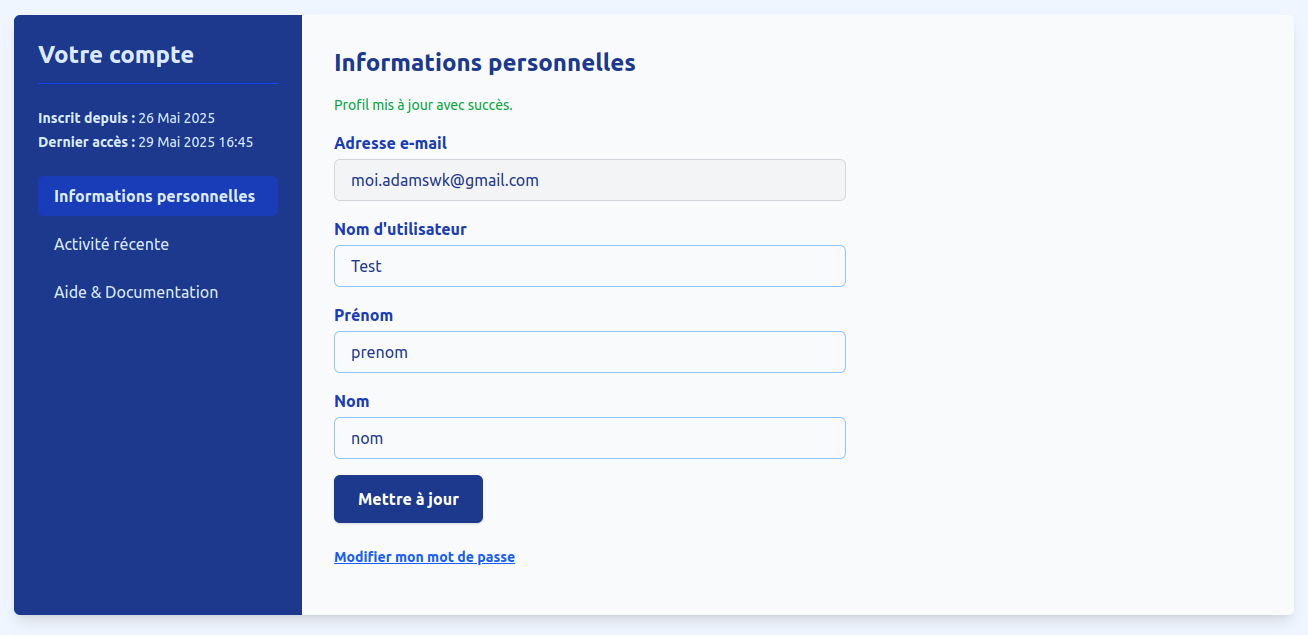 Votre compte
Inscrit depuis : 26 Mai 2025
Dernier accès : 29 Mai 2025 16:45
Informations personnelles
Activité récente
Aide & Documentation
Informations personnelles
Profil mis à jour avec succès.
Adresse e-mail
moi.adamswk@gmail.com
Nom d'utilisateur
Test
Prénom
prenom
Nom
nom
Mettre à jour
Modifier mon mot de passe